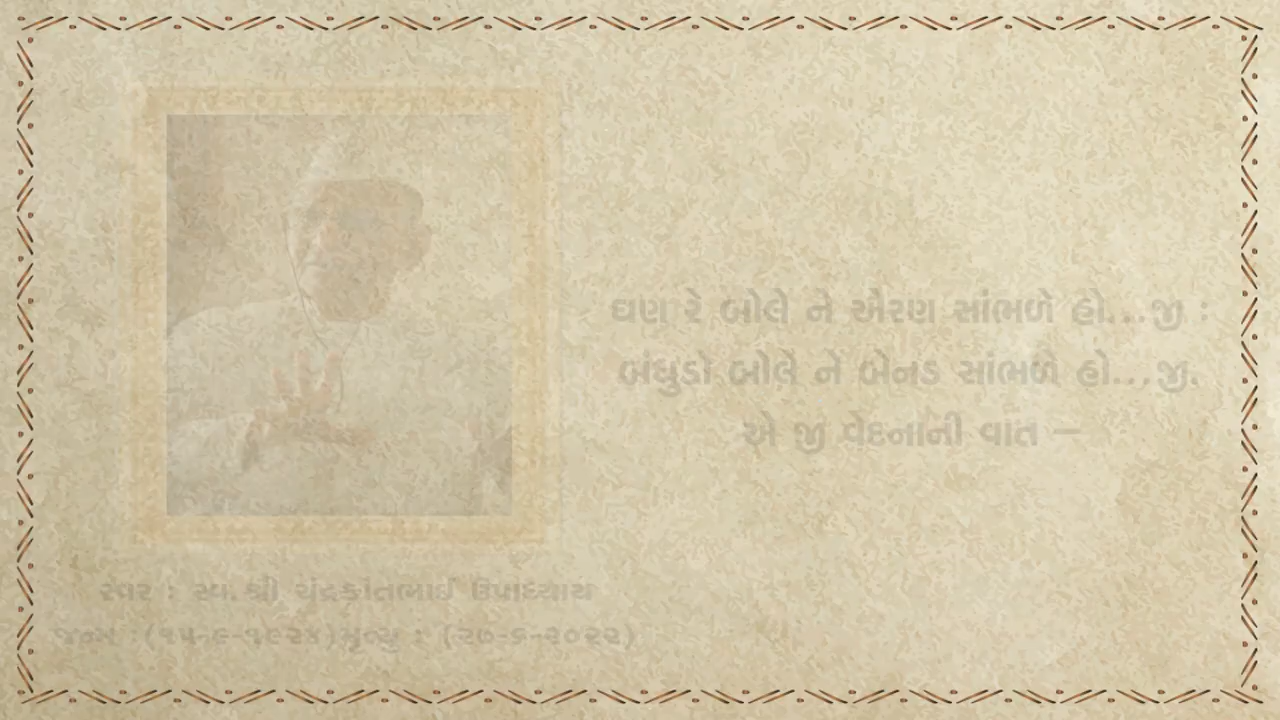 ઘણ રે બોલે ને એરણ સાંભળે હો...જી :
બંધુડો બોલે ને બેનડ સાંભળે હો...જી.
એ જી વેદનાની વાત –
સ્વર : સ્વ. શ્રી ચંદ્રકાંતભાઈ ઉપાધ્યાય
જન્મ :(૧૫-૬-૧૯૨૪)મૃત્યુ : (૨૭-૬-૨૦૨૨)